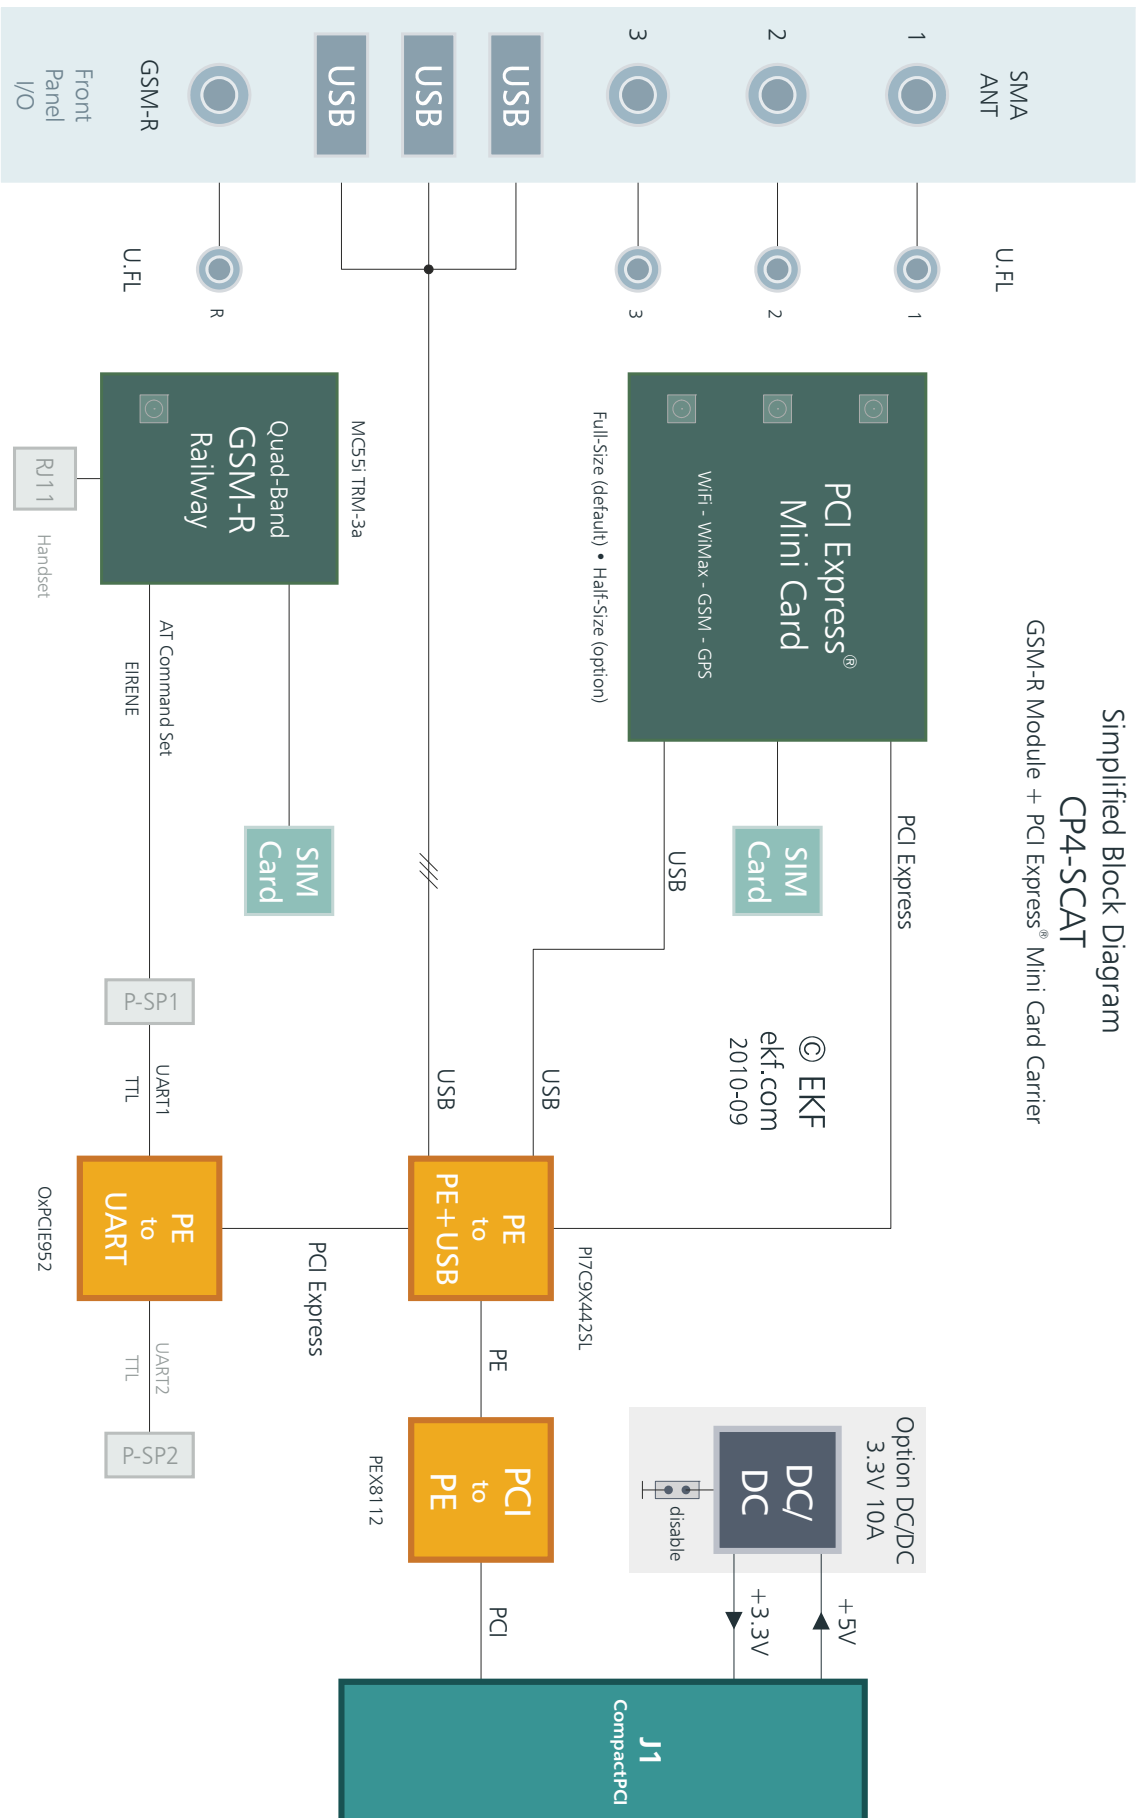 Simplified Block Diagram
CP4-SCAT
GSM-R Module + PCI Express® Mini Card Carrier
SMA
ANT
1
2
3
USB
USB
USB
GSM-R
Front
Panel
I/O
U.FL
1
2
3
R
U.FL
PCI Express®
Mini Card
WiFi - WiMax - GSM - GPS
Full-Size (default) • Half-Size (option)
MC55i TRM-3a
Quad-Band
GSM-R
Railway
RJ11
Handset
AT Command Set
EIRENE
PCI Express
SIM
Card
USB
SIM
Card
© EKF
ekf.com
2010-09
USB
USB
P-SP1
UART1
TTL
PI7C9X442SL
PE
to
PE+USB
PCI Express
PE
to
UART
OxPCIE952
PE
UART2
TTL
P-SP2
Option DC/DC
3.3V 10A
DC/
DC
disable
PCI
to
PE
PEX8112
+5V
+3.3V
PCI
J1
CompactPCI